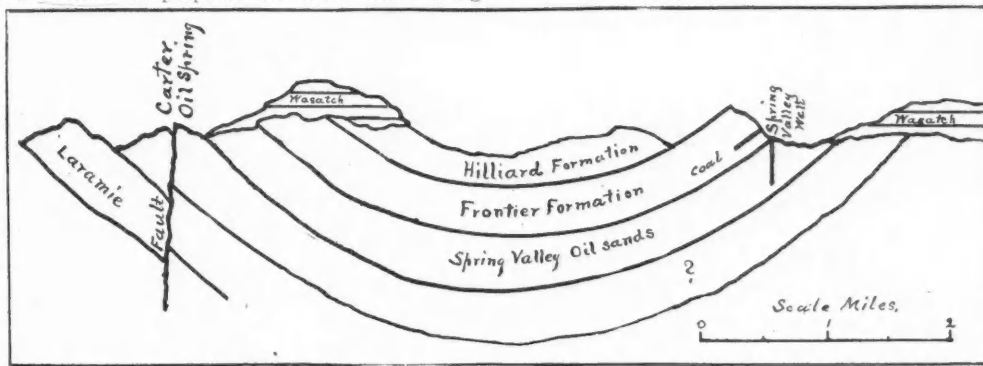 Carter.
Oil Spring
Wasatch
Spring
Valley
Well
Wasatch
Laramie
Fault
Hilliard Formation
coal
Frontier Formation
Spring Valley Oil sands
?
Scale Miles.
0 1 2